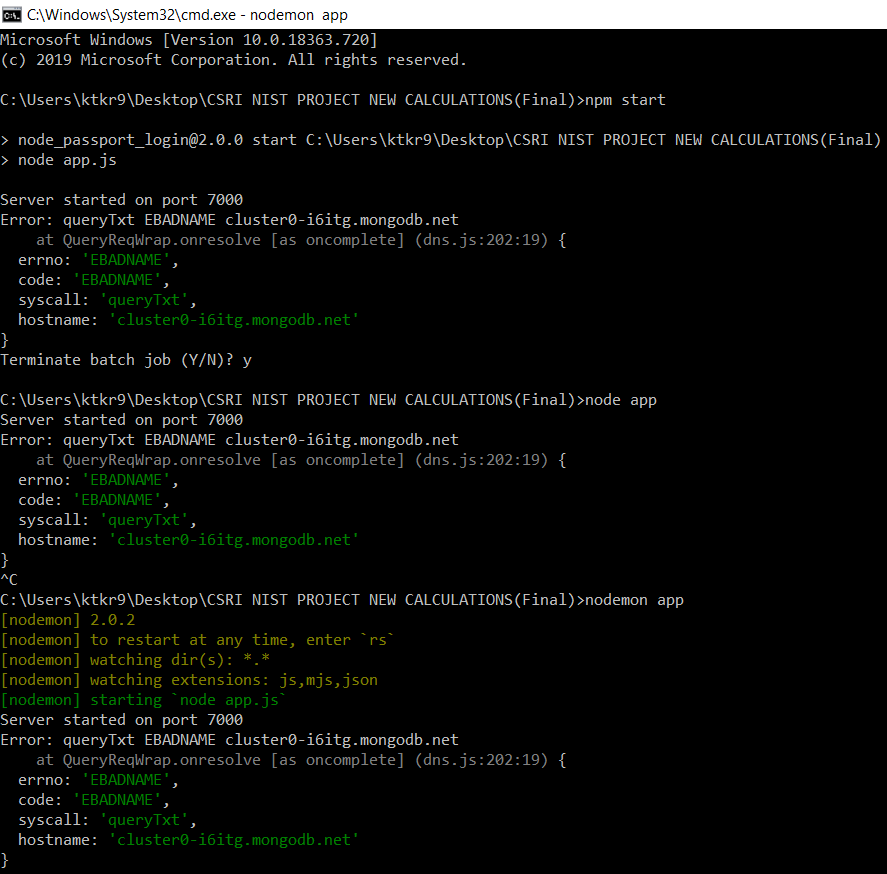 C:\Windows\System32\cmd.exe - nodemon  app
Microsoft Windows [Version 10.0.18363.720]
(c) 2019 Microsoft Corporation. All rights reserved.
C:\Users\ktkr9\Desktop\CSRI NIST PROJECT NEW CALCULATIONS(Final)>npm start
> node_passport_login@2.0.0 start C:\Users\ktkr9\Desktop\CSRI NIST PROJECT NEW CALCULATIONS(Final)
> node app.js
Server started on port 7000
Error: queryTxt EBADNAME cluster0-i6itg.mongodb.net
    at QueryReqWrap.onresolve [as oncomplete] (dns.js:202:19) {
  errno: 'EBADNAME',
  code: 'EBADNAME',
  syscall: 'queryTxt',
  hostname: 'cluster0-i6itg.mongodb.net'
}
Terminate batch job (Y/N)? y
C:\Users\ktkr9\Desktop\CSRI NIST PROJECT NEW CALCULATIONS(Final)>node app
Server started on port 7000
Error: queryTxt EBADNAME cluster0-i6itg.mongodb.net
    at QueryReqWrap.onresolve [as oncomplete] (dns.js:202:19) {
  errno: 'EBADNAME',
  code: 'EBADNAME',
  syscall: 'queryTxt',
  hostname: 'cluster0-i6itg.mongodb.net'
}
^C
C:\Users\ktkr9\Desktop\CSRI NIST PROJECT NEW CALCULATIONS(Final)>nodemon app
[nodemon] 2.0.2
[nodemon] to restart at any time, enter `rs`
[nodemon] watching dir(s): *.*
[nodemon] watching extensions: js,mjs,json
[nodemon] starting `node app.js`
Server started on port 7000
Error: queryTxt EBADNAME cluster0-i6itg.mongodb.net
    at QueryReqWrap.onresolve [as oncomplete] (dns.js:202:19) {
  errno: 'EBADNAME',
  code: 'EBADNAME',
  syscall: 'queryTxt',
  hostname: 'cluster0-i6itg.mongodb.net'
}